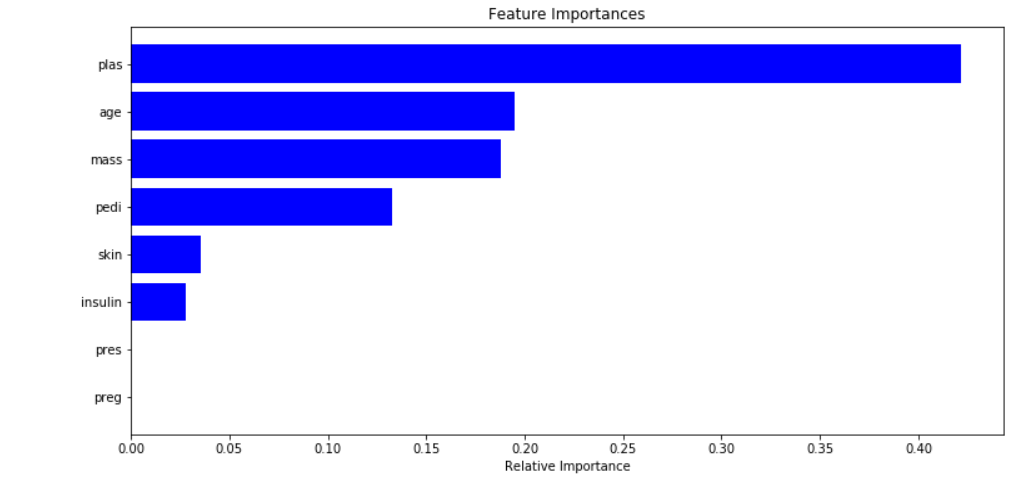 Feature Importances
plas
age
mass
pedi
skin
insulin
pres
preg
0.00 0.05 0.10 0.15 0.20 0.25 0.30 0.35 0.40
Relative Importance